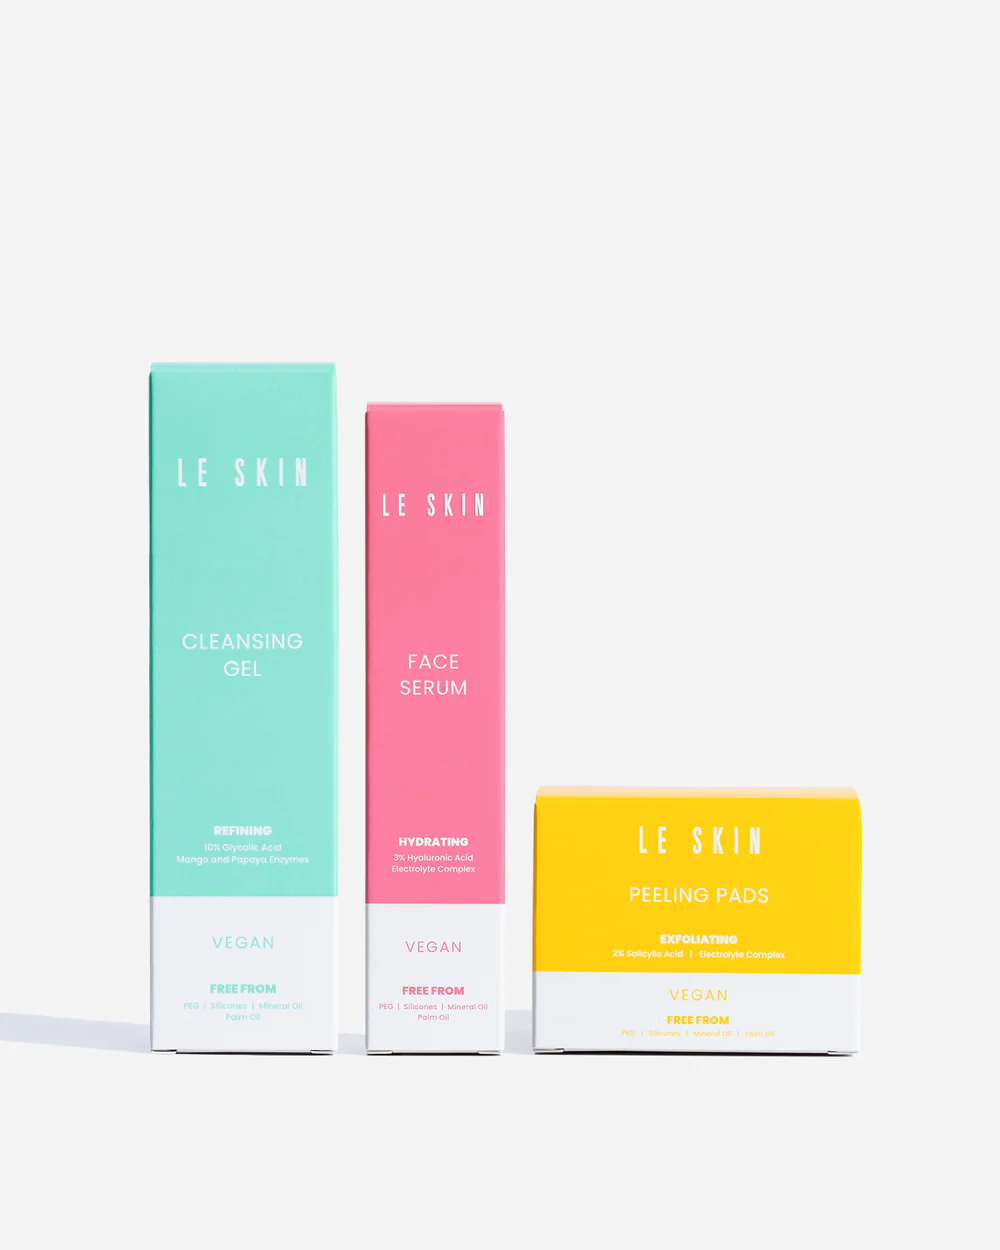 LE SKIN
CLEANSING
GEL
REFINING
10% Glycolic Acid
Mango and Papaya Enzymes
VEGAN
FREE FROM
PEG | Silicones | Mineral Oil
Palm Oil
LE SKIN
FACE
SERUM
HYDRATING
3% Hyaluronic Acid
Electrolyte Complex
VEGAN
FREE FROM
PEG | Silicones | Mineral Oil
Palm Oil
LE SKIN
PEELING PADS
EXFOLIATING
2% Salicylic Acid | Electrolyte Complex
VEGAN
FREE FROM
PEG | Silicones | Mineral Oil | Palm Oil